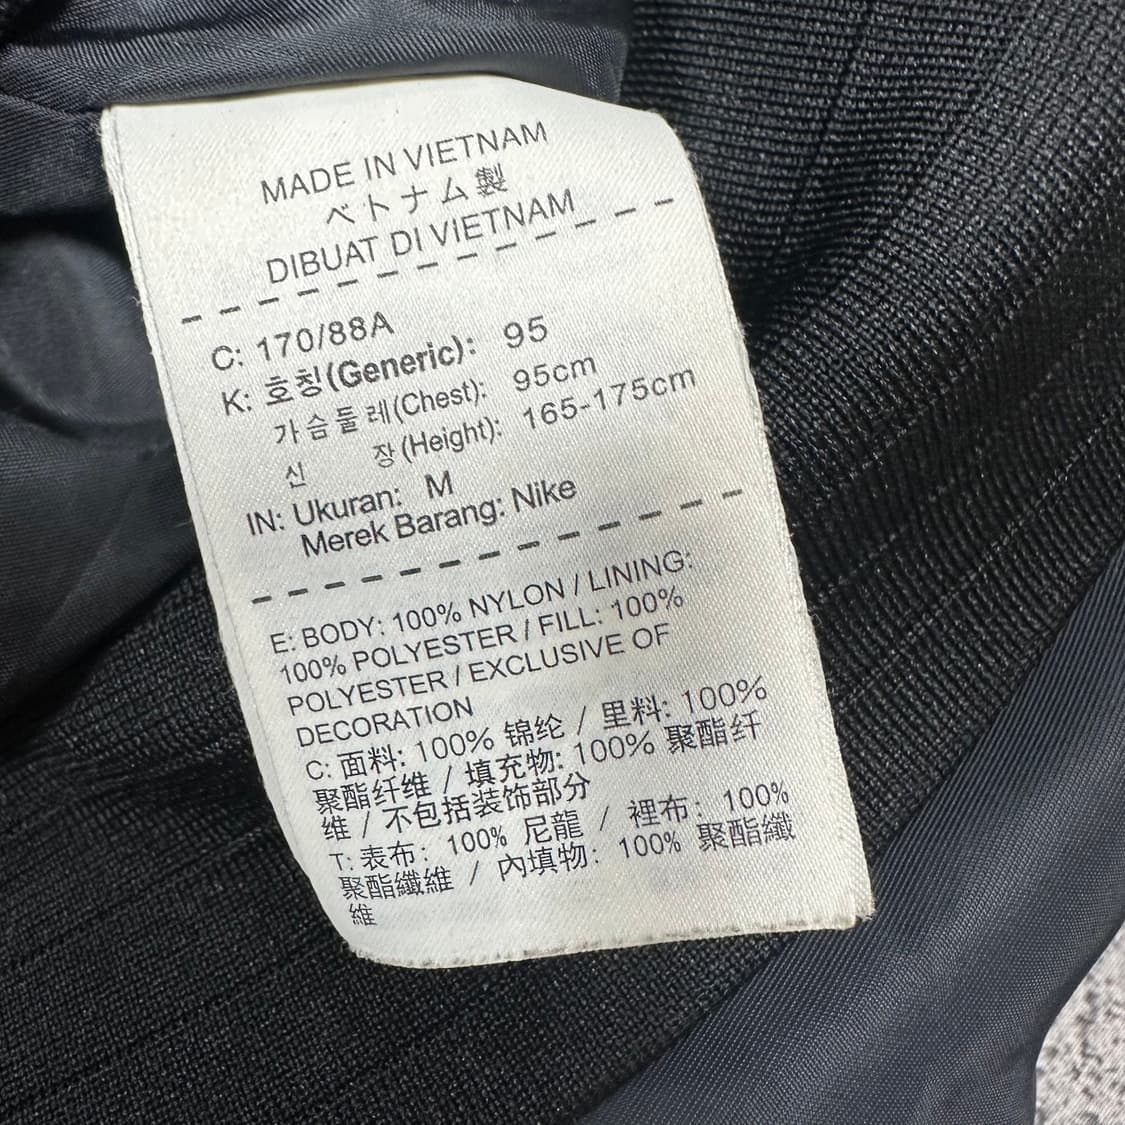 MADE IN VIETNAM
ベトナム製
DIBUAT DI VIETNAM
C: 170/88A
K: 호칭(Generic): 95
가슴둘레(Chest): 95cm
신 장(Height): 165-175cm
IN: Ukuran: M
Merek Barang: Nike
E: BODY: 100% NYLON / LINING:
100% POLYESTER / FILL: 100%
POLYESTER / EXCLUSIVE OF
DECORATION
C: 面料: 100% 锦纶 / 里料: 100%
聚酯纤维 / 填充物: 100% 聚酯纤
维 / 不包括装饰部分
T: 表布: 100% 尼龍 / 裡布: 100%
聚酯纖維 / 內填物: 100% 聚酯纖
維